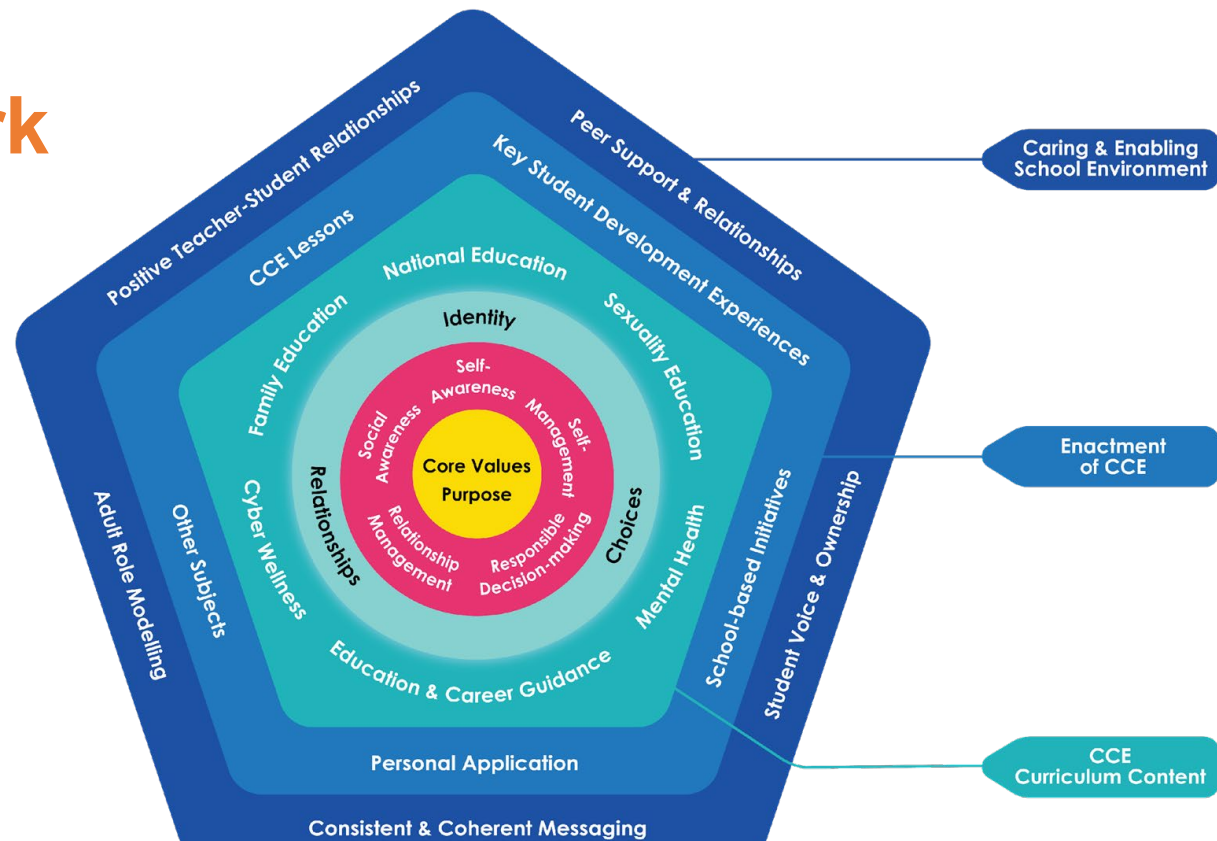 rk
Positive Teacher-Student Relationships
Peer Support & Relationships
Caring & Enabling
School Environment
CCE Lessons
Key Student Development Experiences
National Education
Family Education
Sexuality Education
Identity
Self-
Awareness
Social
Awareness
Self-
Management
Core Values
Purpose
Enactment
of CCE
Relationships
Choices
Relationship
Management
Responsible
Decision-making
Cyber Wellness
Mental Health
Adult Role Modelling
Other Subjects
School-based Initiatives
Student Voice & Ownership
Education & Career Guidance
CCE
Curriculum Content
Personal Application
Consistent & Coherent Messaging